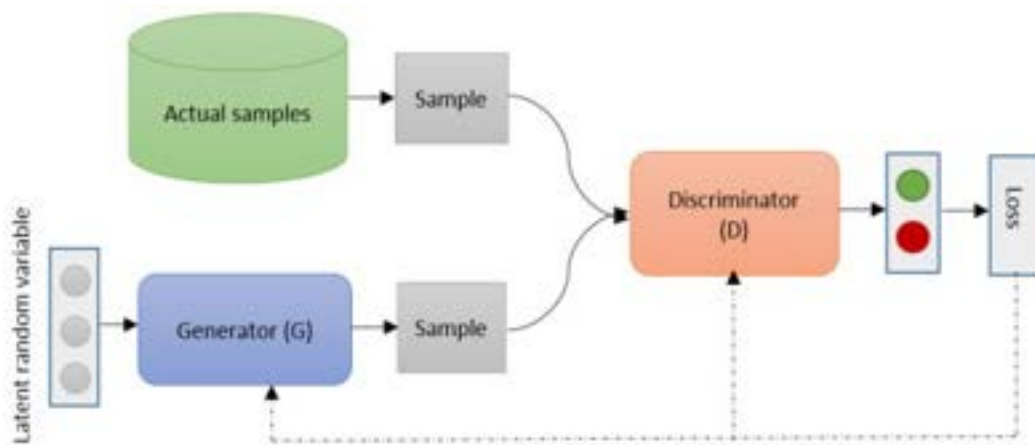 Actual samples
Sample
Discriminator
(D)
Loss
Latent random variable
Generator (G)
Sample